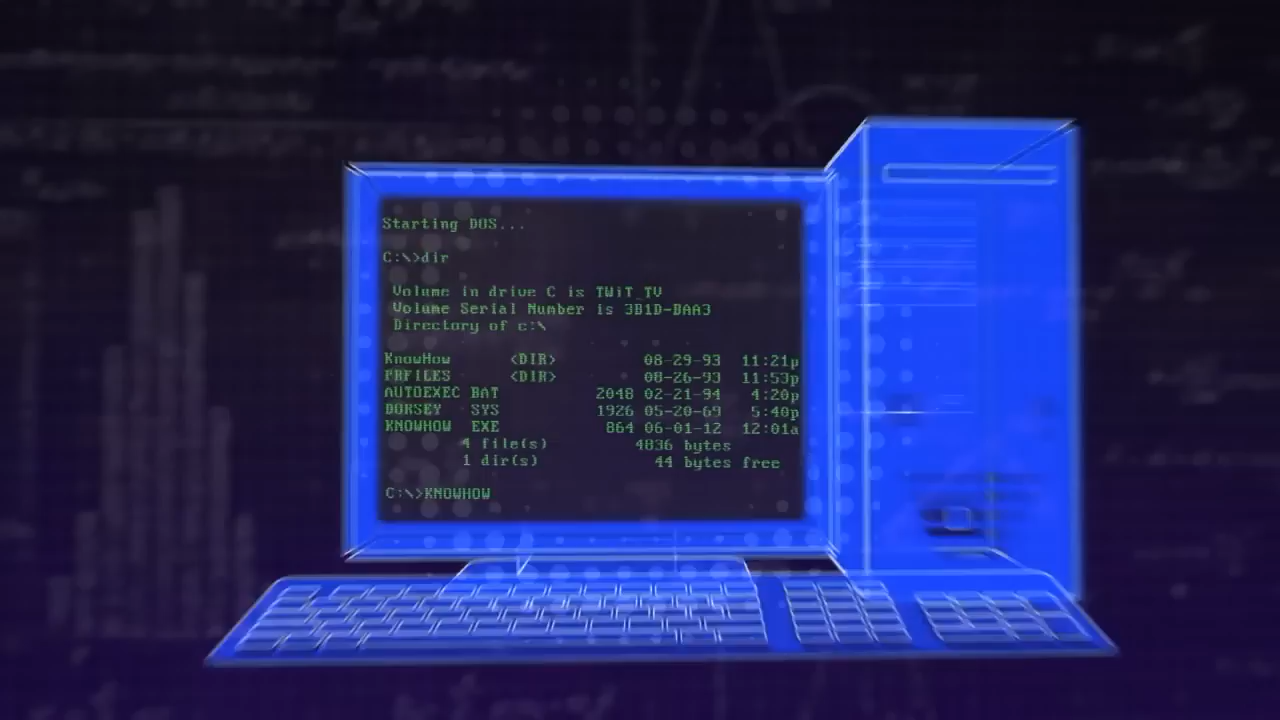 Starting DOS...
C:\>dir
Volume in drive C is TWiT_TV
Volume Serial Number is 3B1D-BAA3
Directory of c:\
KnowHow <DIR> 08-29-93 11:21p
PRFILES <DIR> 08-26-93 11:53p
AUTOEXEC BAT 2048 02-21-94 4:20p
DORSEY SYS 1926 05-20-69 5:40p
KNOWHOW EXE 864 06-01-12 12:01a
4 file(s) 4836 bytes
1 dir(s) 44 bytes free
C:\>KNOWHOW